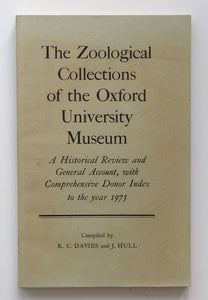 The Zoological
Collections
of the Oxford
University
Museum
A Historical Review and
General Account, with
Comprehensive Donor Index
to the year 1975
Compiled by
K. C. DAVIES and J. HULL